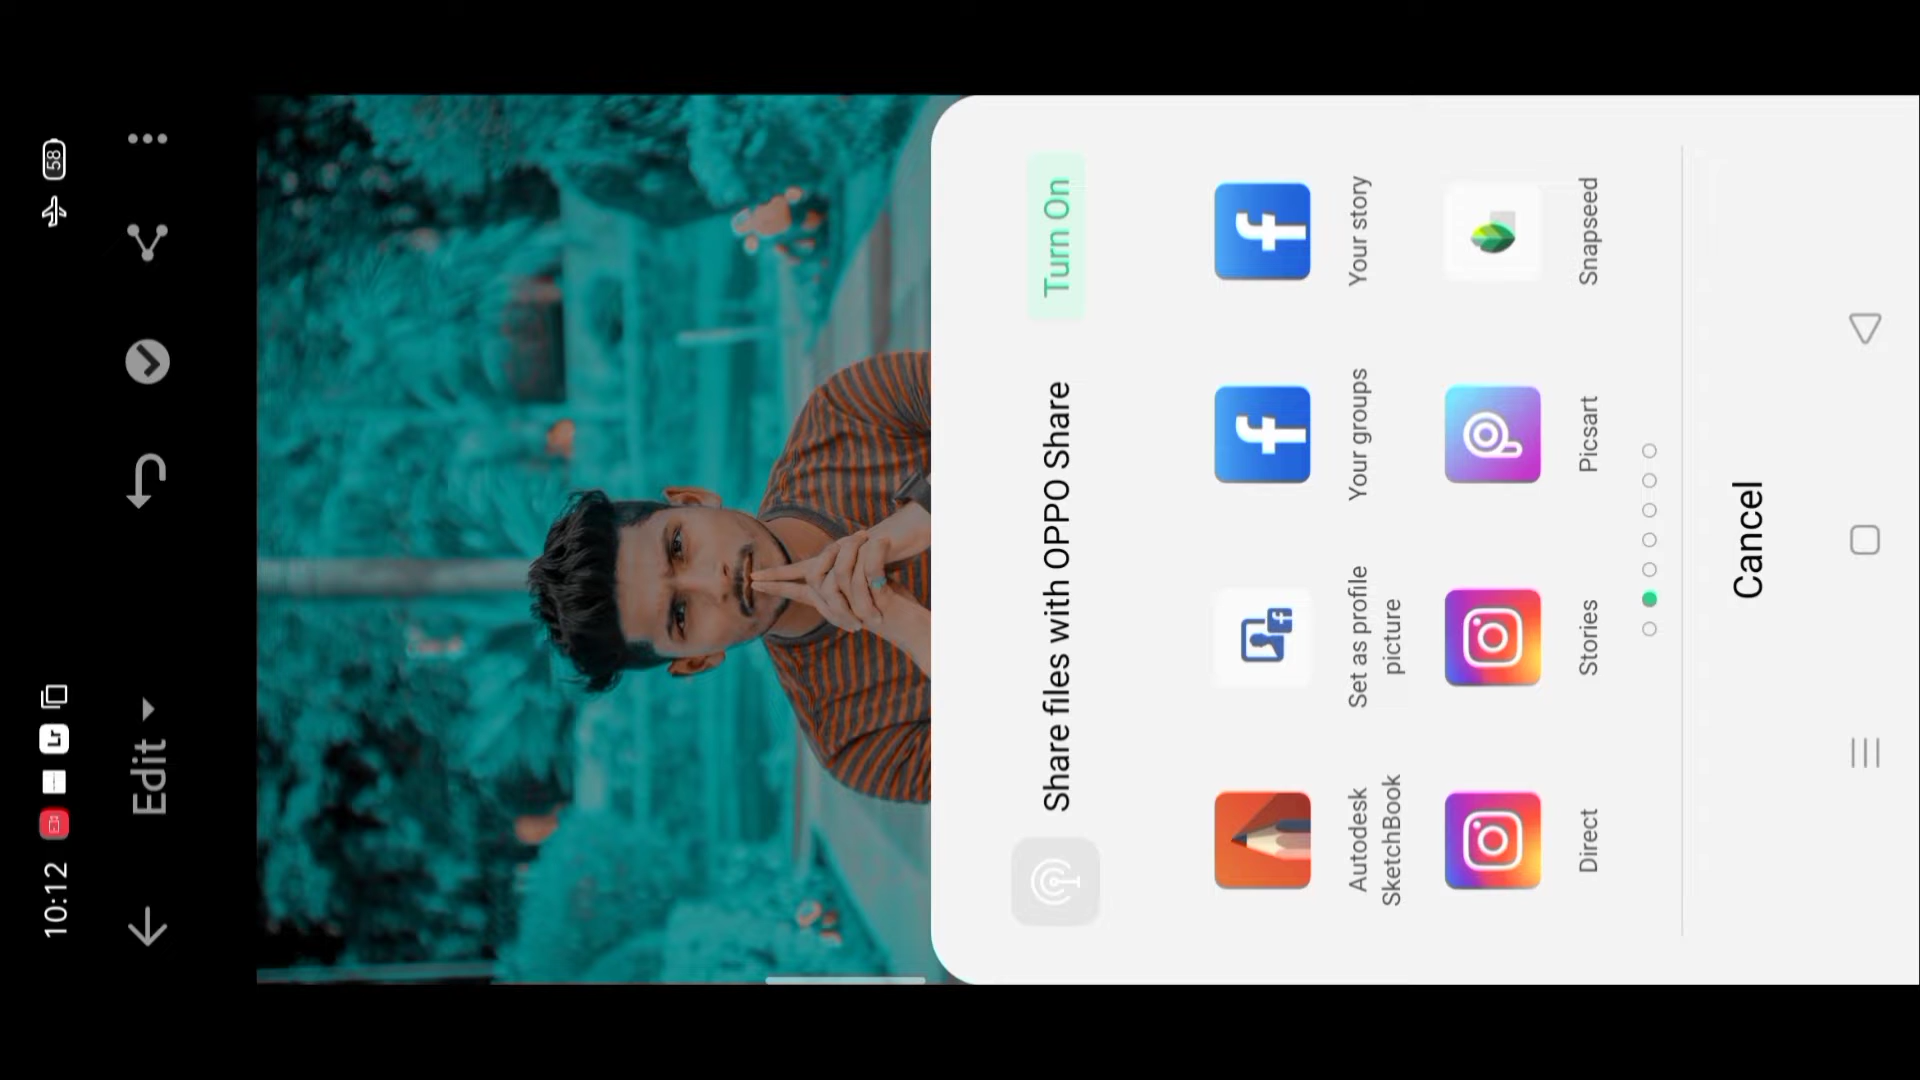 10:12
Lr
58
Edit
Share files with OPPO Share
Turn On
Autodesk
SketchBook
Set as profile
picture
Your groups
Your story
Direct
Stories
Picsart
Snapseed
Cancel